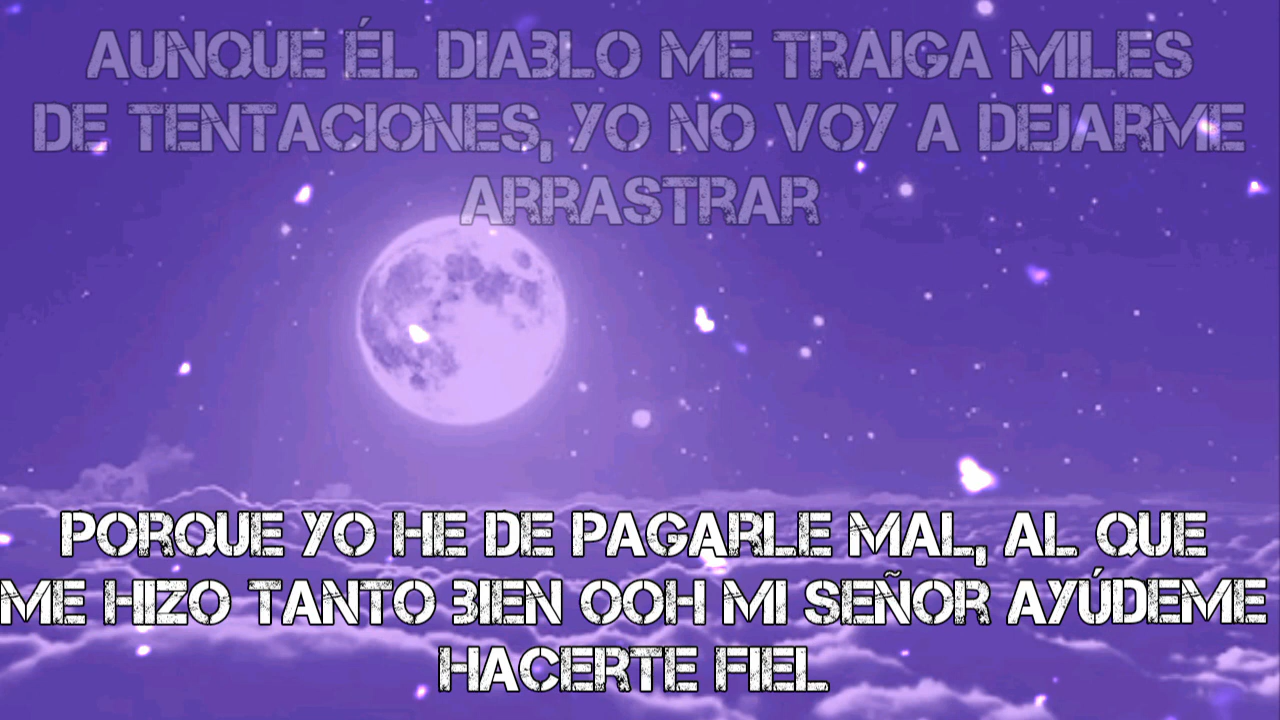 AUNQUE ÉL DIABLO ME TRAIGA MILES
DE TENTACIONES, YO NO VOY A DEJARME
ARRASTRAR
PORQUE YO HE DE PAGARLE MAL, AL QUE
ME HIZO TANTO BIEN OOH MI SEÑOR AYÚDEME
HACERTE FIEL